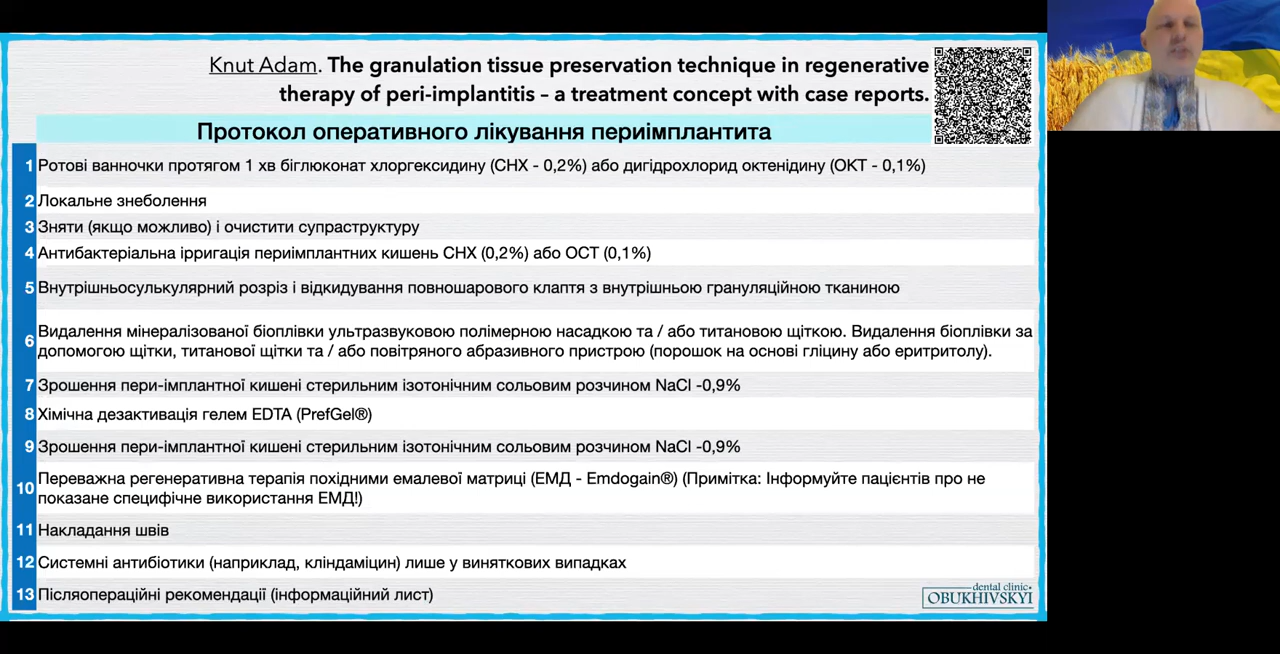 Knut Adam. The granulation tissue preservation technique in regenerative
therapy of peri-implantitis – a treatment concept with case reports.
Протокол оперативного лікування периімплантита
1 Ротові ванночки протягом 1 хв біглюконат хлоргексидину (CHX - 0,2%) або дигідрохлорид октенідину (ОКТ - 0,1%)
2 Локальне знеболення
3 Зняти (якщо можливо) і очистити супраструктуру
4 Антибактеріальна ірригація периімплантних кишень CHX (0,2%) або OCT (0,1%)
5 Внутрішньосулькулярний розріз і відкидування повношарового клаптя з внутрішньою грануляційною тканиною
6 Видалення мінералізованої біоплівки ультразвуковою полімерною насадкою та / або титановою щіткою. Видалення біоплівки за
допомогою щітки, титанової щітки та / або повітряного абразивного пристрою (порошок на основі гліцину або еритритолу).
7 Зрошення пери-імплантної кишені стерильним ізотонічним сольовим розчином NaCl -0,9%
8 Хімічна дезактивація гелем EDTA (PrefGel®)
9 Зрошення пери-імплантної кишені стерильним ізотонічним сольовим розчином NaCl -0,9%
10 Переважна регенеративна терапія похідними емалевої матриці (ЕМД - Emdogain®) (Примітка: Інформуйте пацієнтів про не
показане специфічне використання ЕМД!)
11 Накладання швів
12 Системні антибіотики (наприклад, кліндаміцин) лише у виняткових випадках
13 Післяопераційні рекомендації (інформаційний лист)
dental clinic
OBUKHIVSKYI